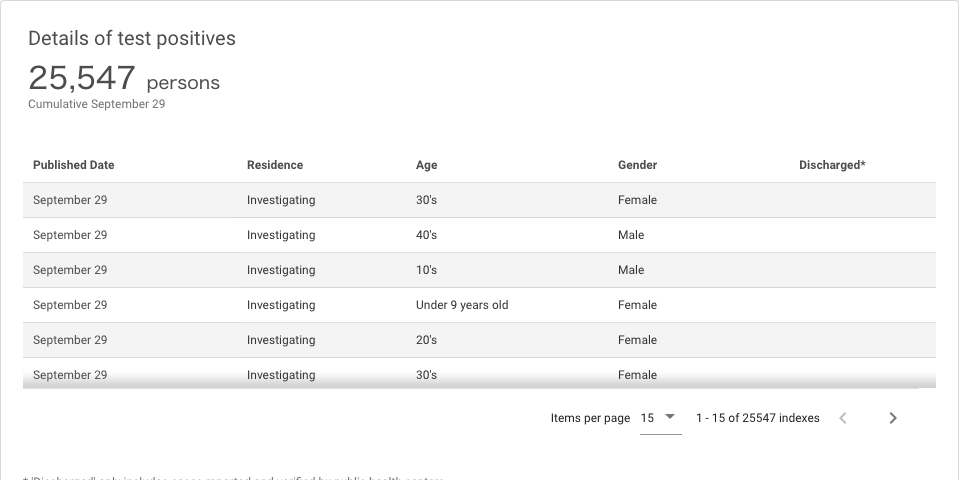 Details of test positives
25,547 persons
Cumulative September 29
Published Date Residence Age Gender Discharged*
September 29 Investigating 30's Female
September 29 Investigating 40's Male
September 29 Investigating 10's Male
September 29 Investigating Under 9 years old Female
September 29 Investigating 20's Female
September 29 Investigating 30's Female
Items per page 15 1 - 15 of 25547 indexes